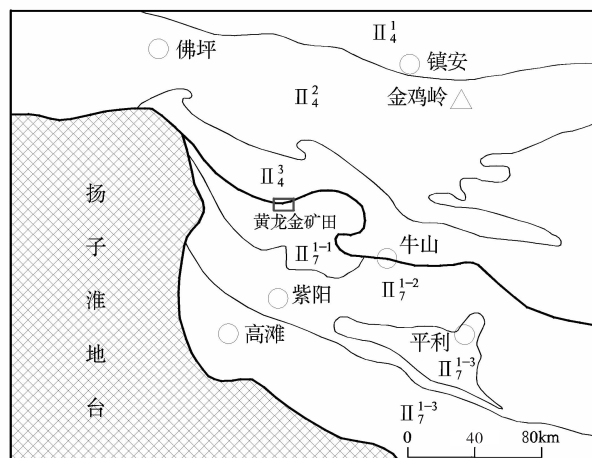 Ⅱ₄¹
佛坪
镇安
Ⅱ₄²
金鸡岭
Ⅱ₄³
扬子淮地台
黄龙金矿田
牛山
Ⅱ₇¹⁻¹
Ⅱ₇¹⁻²
紫阳
高滩
平利
Ⅱ₇¹⁻³
Ⅱ₇¹⁻³
0 40 80km